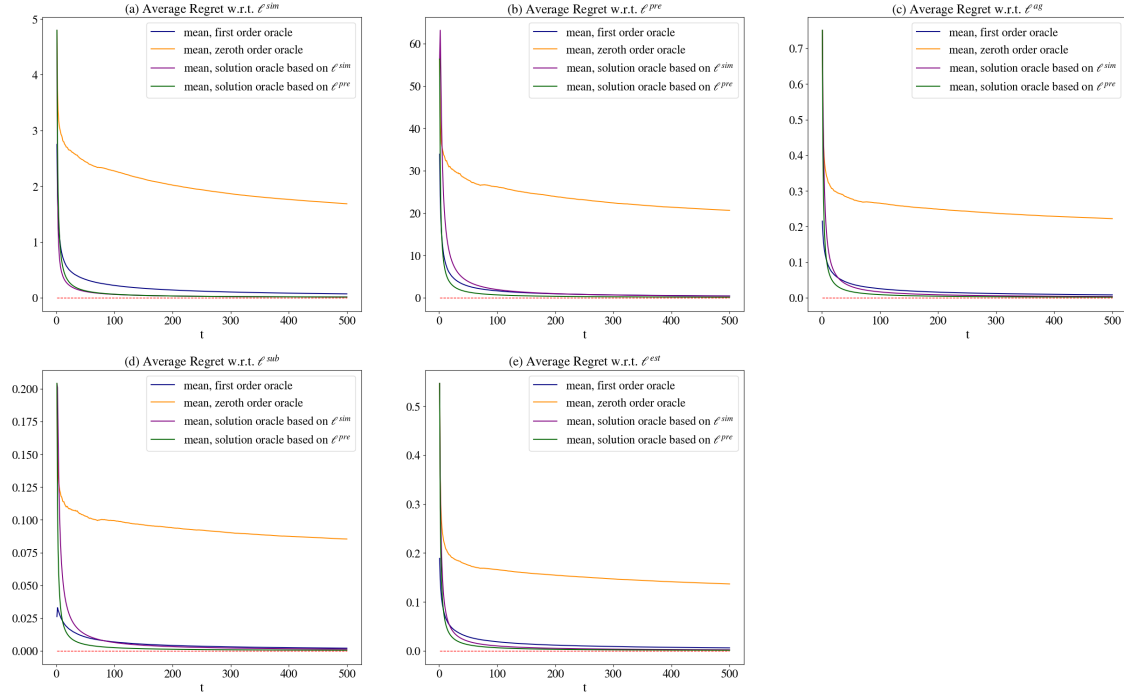 (a) Average Regret w.r.t. ℓ^sim
5
4
3
2
1
0
mean, first order oracle
mean, zeroth order oracle
mean, solution oracle based on ℓ^sim
mean, solution oracle based on ℓ^pre
0 100 200 300 400 500
t
(b) Average Regret w.r.t. ℓ^pre
60
50
40
30
20
10
0
mean, first order oracle
mean, zeroth order oracle
mean, solution oracle based on ℓ^sim
mean, solution oracle based on ℓ^pre
0 100 200 300 400 500
t
(c) Average Regret w.r.t. ℓ^ag
0.7
0.6
0.5
0.4
0.3
0.2
0.1
0.0
mean, first order oracle
mean, zeroth order oracle
mean, solution oracle based on ℓ^sim
mean, solution oracle based on ℓ^pre
0 100 200 300 400 500
t
(d) Average Regret w.r.t. ℓ^sub
0.200
0.175
0.150
0.125
0.100
0.075
0.050
0.025
0.000
mean, first order oracle
mean, zeroth order oracle
mean, solution oracle based on ℓ^sim
mean, solution oracle based on ℓ^pre
0 100 200 300 400 500
t
(e) Average Regret w.r.t. ℓ^est
0.5
0.4
0.3
0.2
0.1
0.0
mean, first order oracle
mean, zeroth order oracle
mean, solution oracle based on ℓ^sim
mean, solution oracle based on ℓ^pre
0 100 200 300 400 500
t